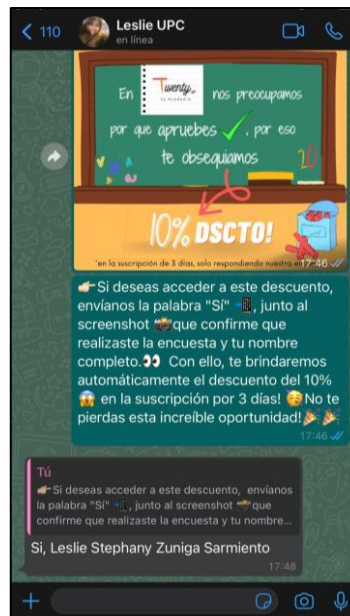 110
Leslie UPC
en línea
En Twenty nos preocupamos
La Academia
por que apruebes, por eso
te obsequiamos
20
10% DSCTO!
*en la suscripción de 3 días, solo respondiendo nuestra
17:46
👉Si deseas acceder a este descuento,
envíanos la palabra "Sí" 📲, junto al
screenshot 📸que confirme que
realizaste la encuesta y tu nombre
completo.👀 Con ello, te brindaremos
automáticamente el descuento del 10%
😱 en la suscripción por 3 días! 🥳No te
pierdas esta increíble oportunidad!🎉🎉
17:46
Tú
👉Si deseas acceder a este descuento, envíanos
la palabra "Sí" 📲, junto al screenshot 📸que
confirme que realizaste la encuesta y tu nombre...
Si, Leslie Stephany Zuniga Sarmiento
17:48